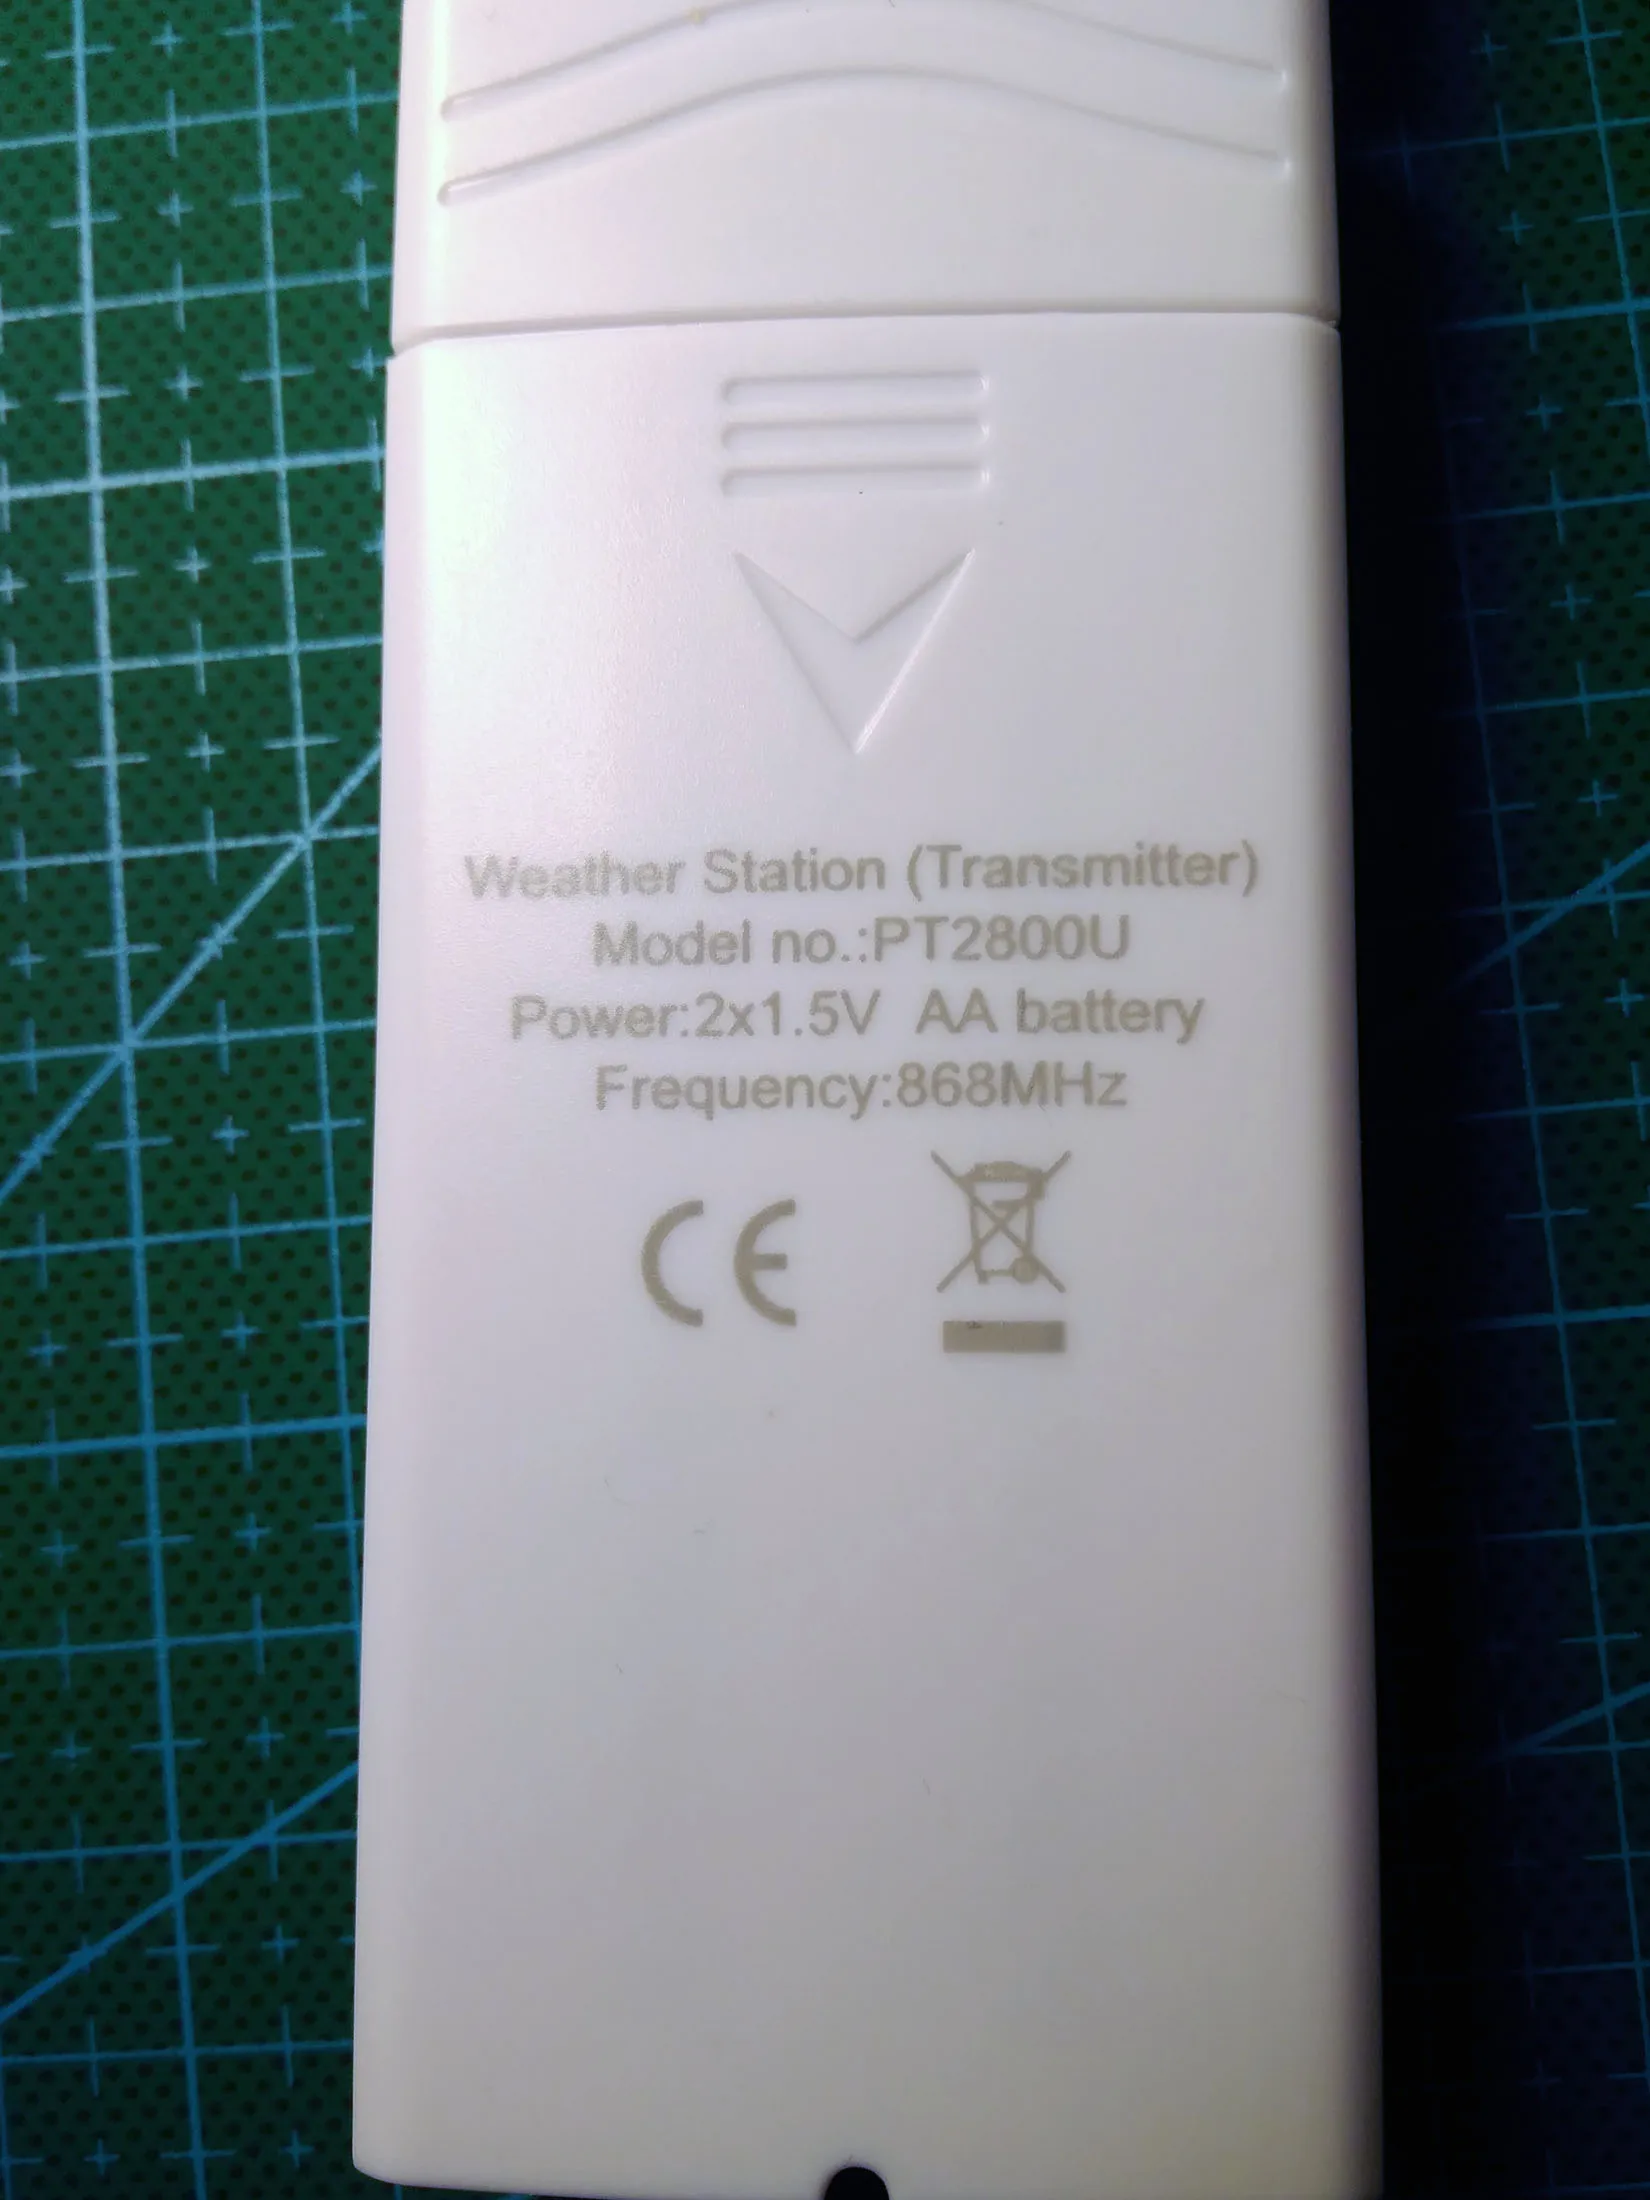 Weather Station (Transmitter)
Model no.:PT2800U
Power:2x1.5V  AA battery
Frequency:868MHz
CE